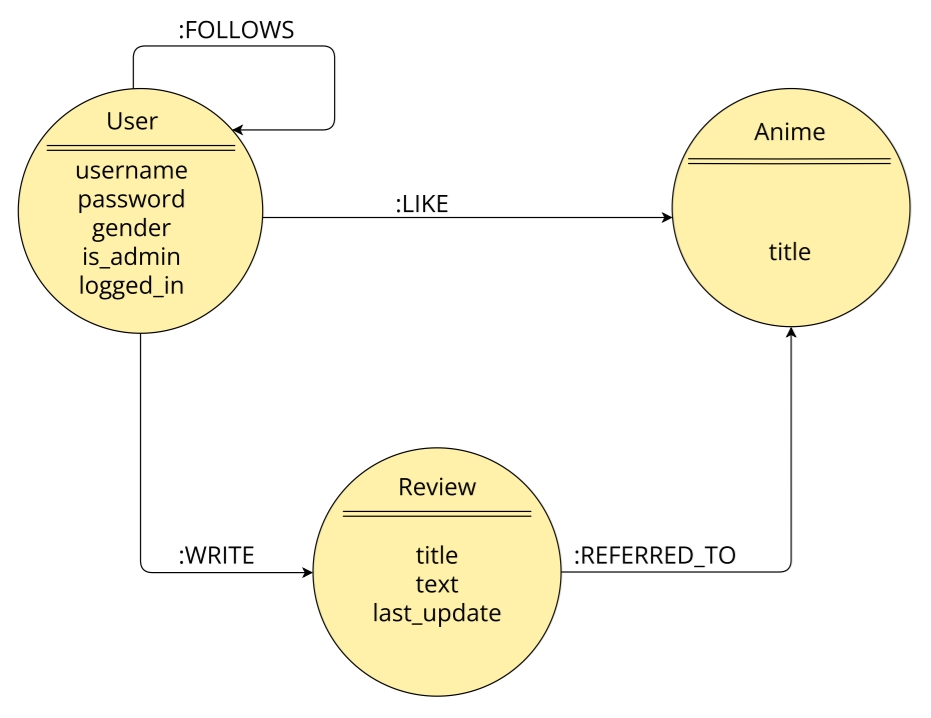 :FOLLOWS
User
username
password
gender
is_admin
logged_in
:LIKE
Anime
title
:WRITE
Review
title
text
last_update
:REFERRED_TO